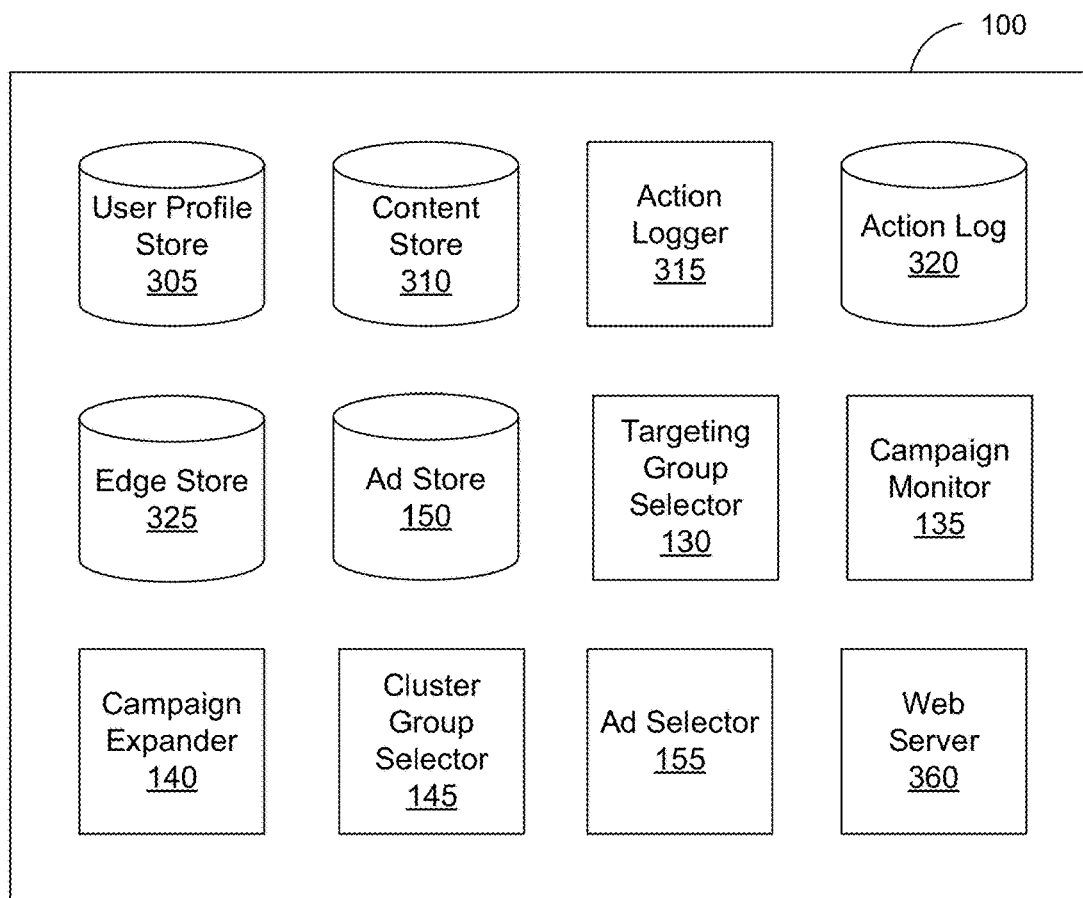 100
User Profile
Store
305
Content
Store
310
Action
Logger
315
Action Log
320
Edge Store
325
Ad Store
150
Targeting
Group
Selector
130
Campaign
Monitor
135
Campaign
Expander
140
Cluster
Group
Selector
145
Ad Selector
155
Web
Server
360